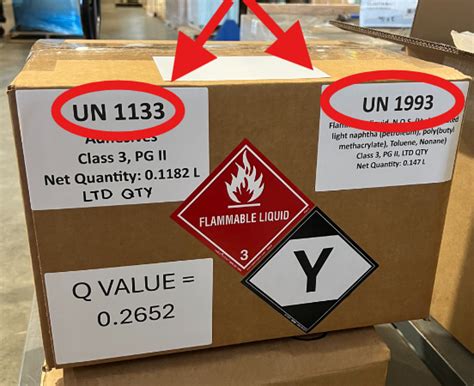 UN 1133
Adhesives
Class 3, PG II
Net Quantity: 0.1182 L
LTD QTY
UN 1993
light naphtha (petroleum), poly(butyl
methacrylate), Toluene, Nonane)
Class 3, PG II, LTD QTY
Net Quantity: 0.147 L
FLAMMABLE LIQUID
3
Y
Q VALUE =
0.2652